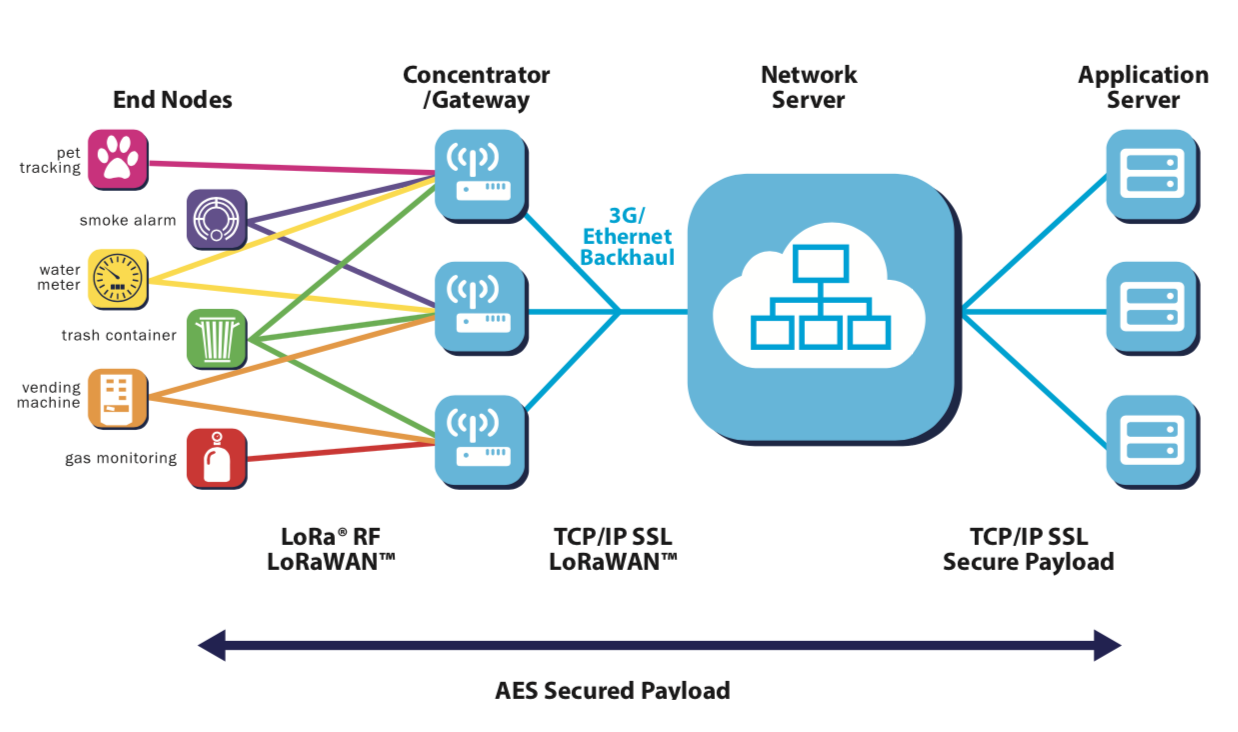 End Nodes
Concentrator
/Gateway
Network
Server
Application
Server
pet
tracking
smoke alarm
water
meter
trash container
vending
machine
gas monitoring
3G/
Ethernet
Backhaul
LoRa® RF
LoRaWAN™
TCP/IP SSL
LoRaWAN™
TCP/IP SSL
Secure Payload
AES Secured Payload